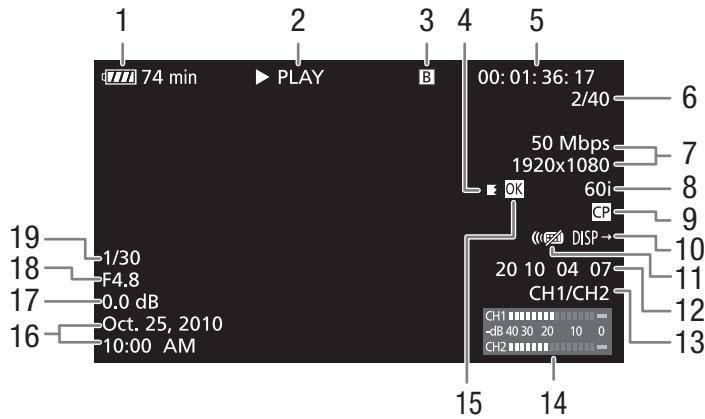 1 2 3 4 5
74 min ▶ PLAY B 00: 01: 36: 17
2/40 6
50 Mbps
1920x1080 7
OK 60i 8
CP 9
DISP→ 10
11
20 10 04 07 12
CH1/CH2 13
19 1/30
18 F4.8
17 0.0 dB
16 Oct. 25, 2010
10:00 AM
CH1
-dB 40 30 20 10 0
CH2
15 14